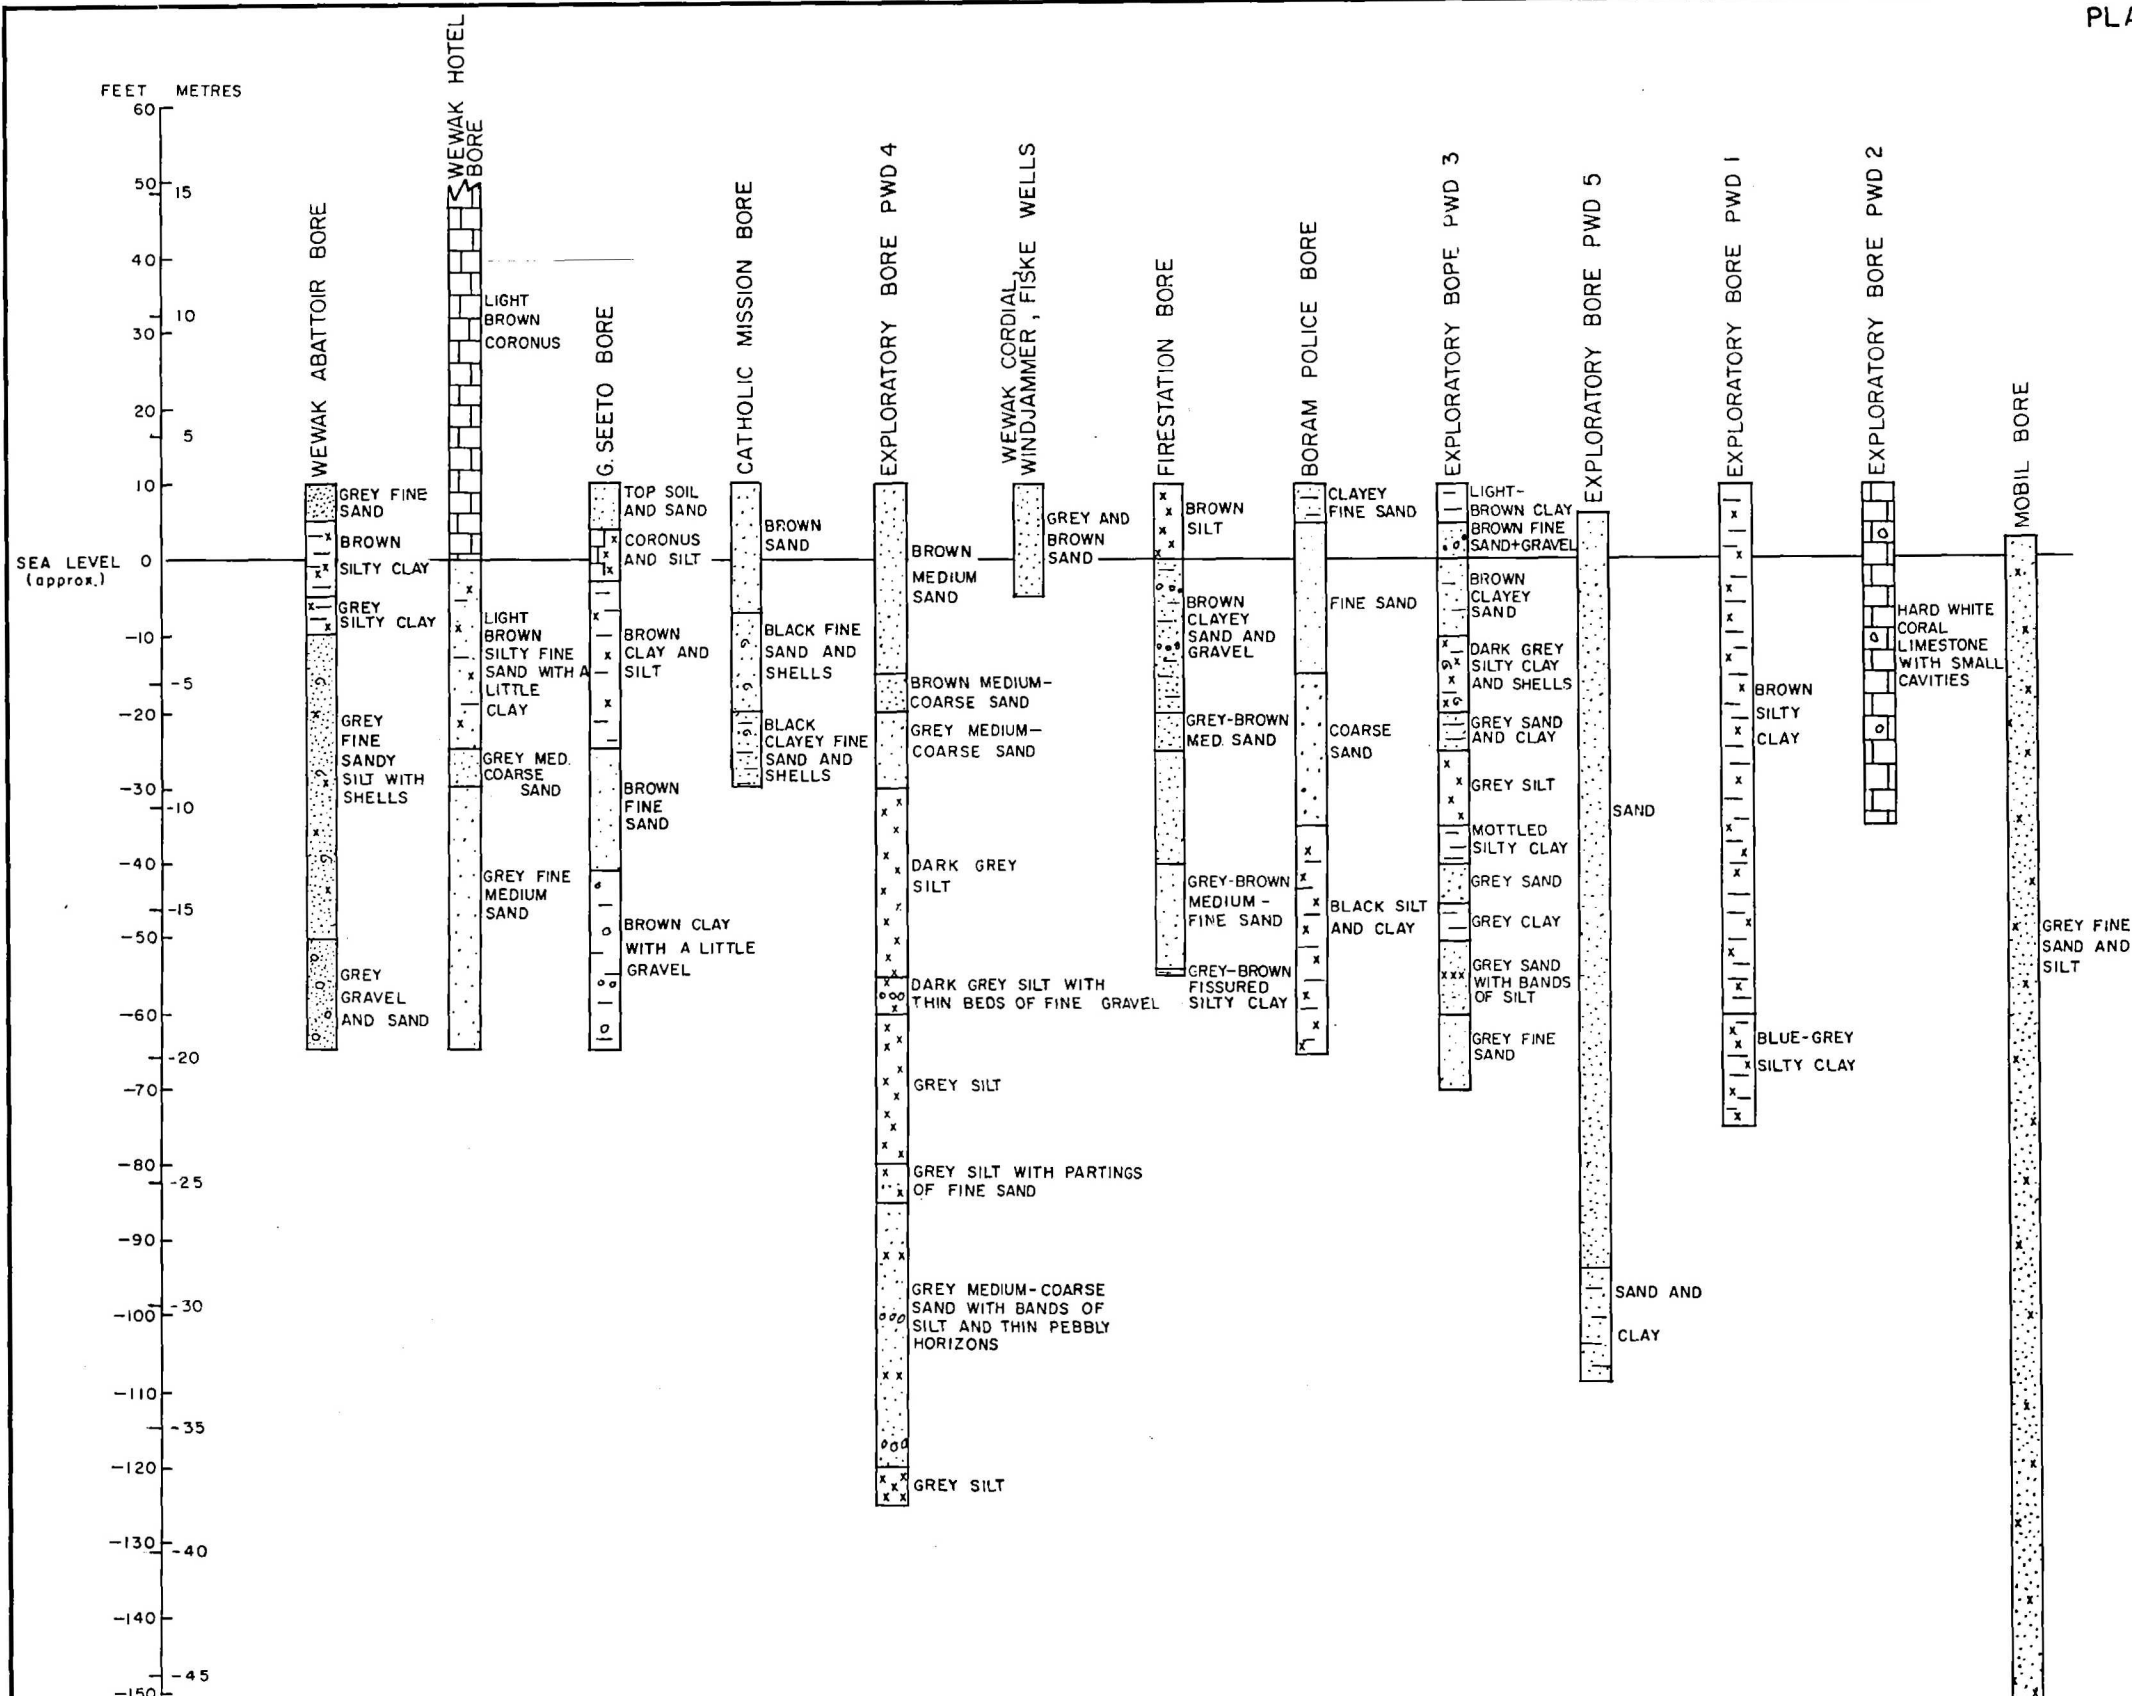 PLA
FEET METRES
60
50
15
40
10
30
20
5
10
SEA LEVEL 0
(approx.)
-10
-5
-20
-30
-10
-40
-15
-50
-60
-20
-70
-80
-25
-90
-30
-100
-110
-35
-120
-130
-40
-140
-45
-150
WEWAK ABATTOIR BORE
GREY FINE
SAND
BROWN
SILTY CLAY
GREY
SILTY CLAY
GREY
FINE
SANDY
SILT WITH
SHELLS
GREY
GRAVEL
AND SAND
WEWAK HOTEL
BORE
LIGHT
BROWN
CORONUS
LIGHT
BROWN
SILTY FINE
SAND WITH A
LITTLE
CLAY
GREY MED.
COARSE
SAND
GREY FINE
MEDIUM
SAND
G. SEETO BORE
TOP SOIL
AND SAND
CORONUS
AND SILT
BROWN
CLAY AND
SILT
BROWN
FINE
SAND
BROWN CLAY
WITH A LITTLE
GRAVEL
CATHOLIC MISSION BORE
BROWN
SAND
BLACK FINE
SAND AND
SHELLS
BLACK
CLAYEY FINE
SAND AND
SHELLS
EXPLORATORY BORE PWD 4
BROWN
MEDIUM
SAND
BROWN MEDIUM-
COARSE SAND
GREY MEDIUM-
COARSE SAND
DARK GREY
SILT
DARK GREY SILT WITH
THIN BEDS OF FINE GRAVEL
GREY SILT
GREY SILT WITH PARTINGS
OF FINE SAND
GREY MEDIUM-COARSE
SAND WITH BANDS OF
SILT AND THIN PEBBLY
HORIZONS
GREY SILT
WEWAK CORDIAL,
WINDJAMMER, FISKE WELLS
GREY AND
BROWN
SAND
FIRESTATION BORE
BROWN
SILT
BROWN
CLAYEY
SAND AND
GRAVEL
GREY-BROWN
MED. SAND
GREY-BROWN
MEDIUM-
FINE SAND
GREY-BROWN
FISSURED
SILTY CLAY
BORAM POLICE BORE
CLAYEY
FINE SAND
FINE SAND
COARSE
SAND
BLACK SILT
AND CLAY
EXPLORATORY BOPE PWD 3
LIGHT-
BROWN CLAY
BROWN FINE
SAND+GRAVEL
BROWN
CLAYEY
SAND
DARK GREY
SILTY CLAY
AND SHELLS
GREY SAND
AND CLAY
GREY SILT
MOTTLED
SILTY CLAY
GREY SAND
GREY CLAY
GREY SAND
WITH BANDS
OF SILT
GREY FINE
SAND
EXPLORATORY BORE PWD 5
SAND
SAND AND
CLAY
EXPLORATORY BORE PWD 1
BROWN
SILTY
CLAY
BLUE-GREY
SILTY CLAY
EXPLORATORY BORE PWD 2
HARD WHITE
CORAL
LIMESTONE
WITH SMALL
CAVITIES
MOBIL BORE
GREY FINE
SAND AND
SILT